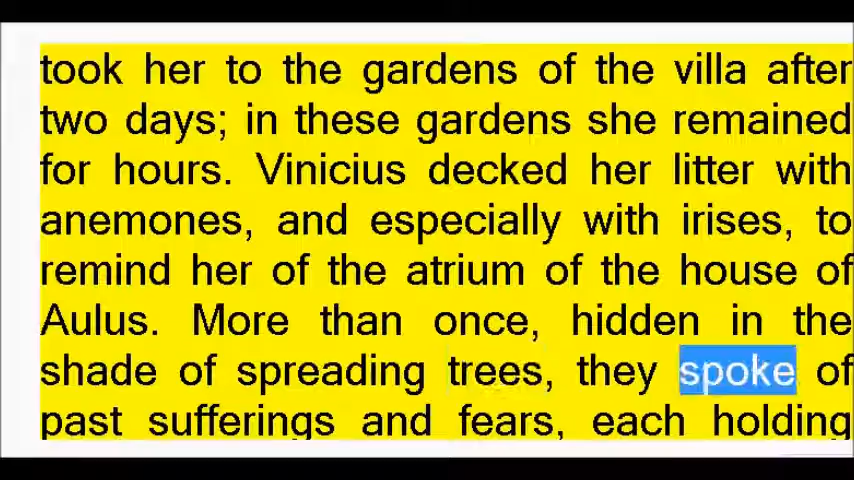 took her to the gardens of the villa after
two days; in these gardens she remained
for hours. Vinicius decked her litter with
anemones, and especially with irises, to
remind her of the atrium of the house of
Aulus. More than once, hidden in the
shade of spreading trees, they spoke of
past sufferings and fears, each holding